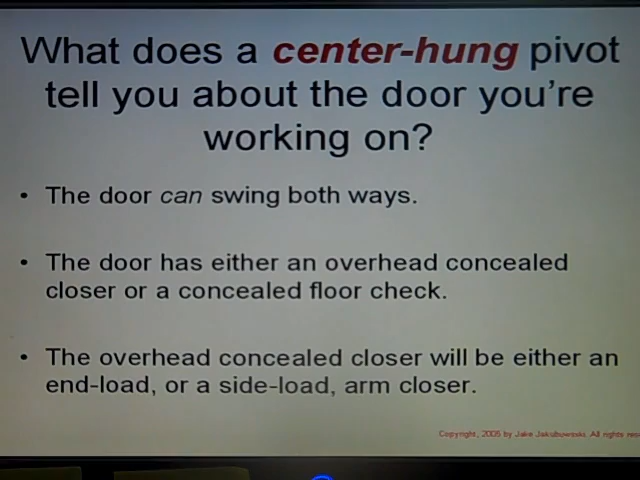 What does a center-hung pivot
tell you about the door you're
working on?
• The door can swing both ways.
• The door has either an overhead concealed
closer or a concealed floor check.
• The overhead concealed closer will be either an
end-load, or a side-load, arm closer.
Copyright, 2005 by Jake Jakubowski. All rights